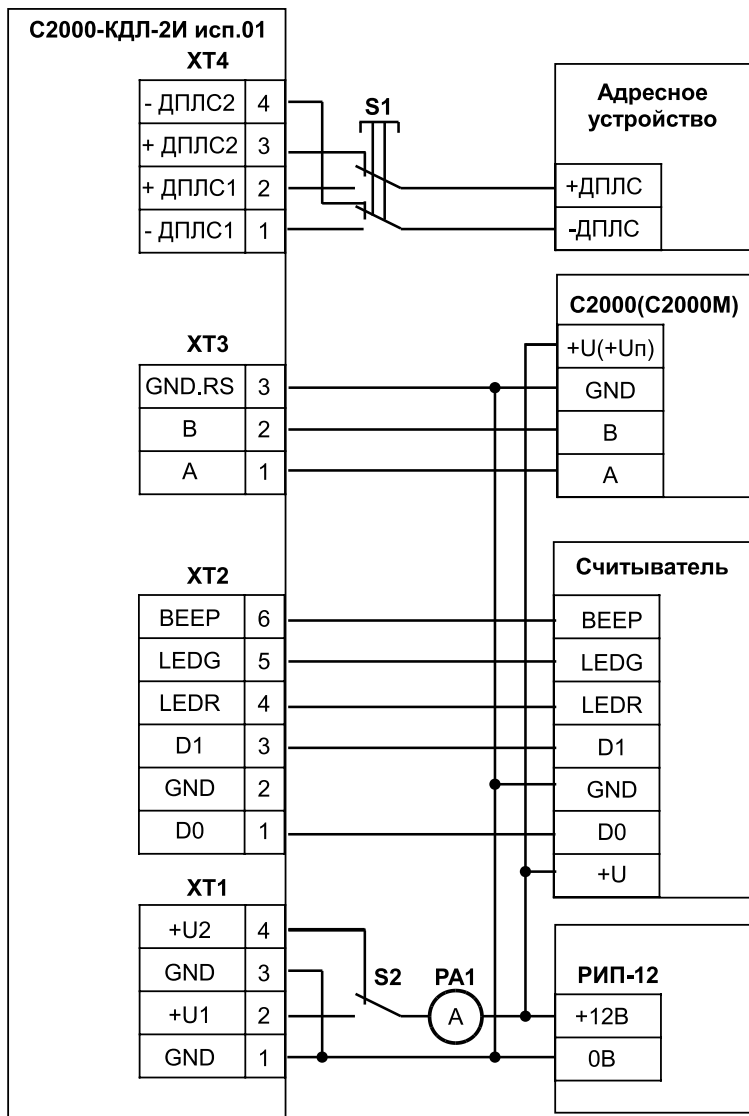 С2000-КДЛ-2И исп.01
XT4
- ДПЛС2 4
+ ДПЛС2 3
+ ДПЛС1 2
- ДПЛС1 1
S1
Адресное
устройство
+ДПЛС
-ДПЛС
XT3
GND.RS 3
B 2
A 1
С2000(С2000М)
+U(+Uп)
GND
B
A
XT2
BEEP 6
LEDG 5
LEDR 4
D1 3
GND 2
D0 1
Считыватель
BEEP
LEDG
LEDR
D1
GND
D0
+U
XT1
+U2 4
GND 3
+U1 2
GND 1
S2
PA1
A
РИП-12
+12В
0В